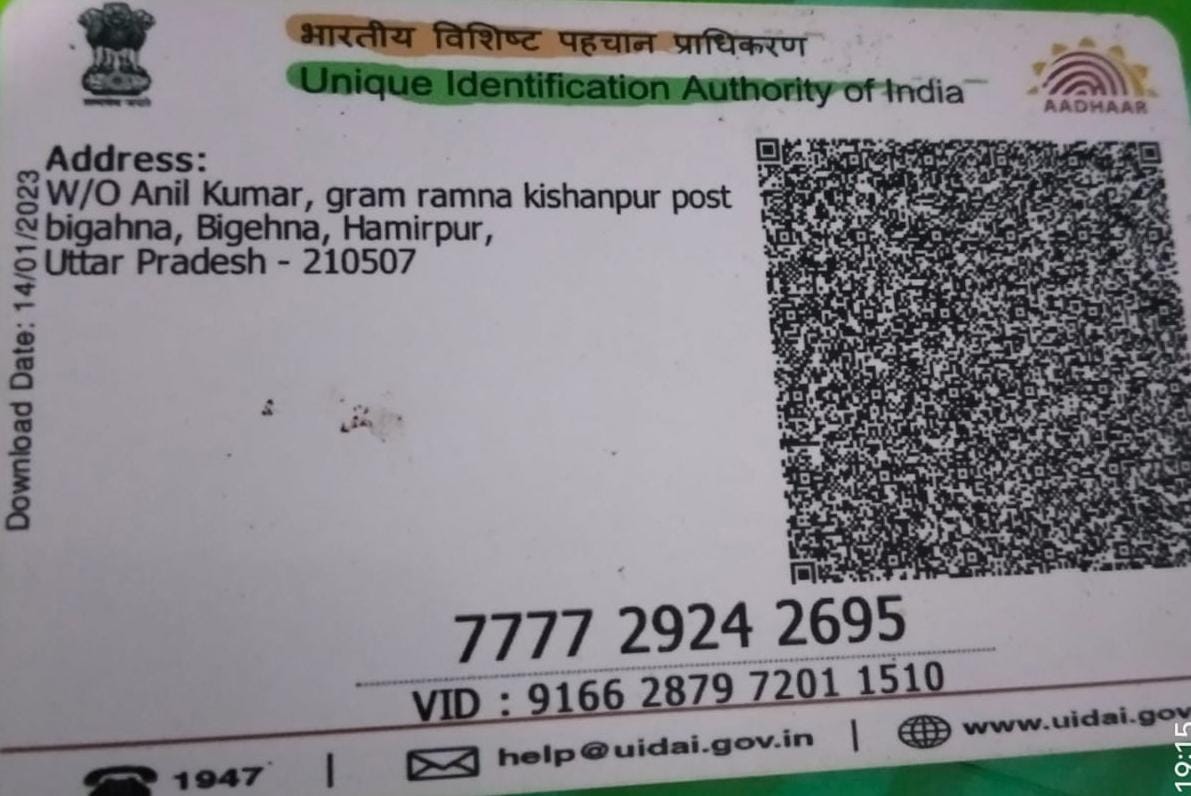 भारतीय विशिष्ट पहचान प्राधिकरण
Unique Identification Authority of India
AADHAAR
Address:
W/O Anil Kumar, gram ramna kishanpur post
bigahna, Bigehna, Hamirpur,
Uttar Pradesh - 210507
Download Date: 14/01/2023
7777 2924 2695
VID : 9166 2879 7201 1510
1947 | help@uidai.gov.in | www.uidai.gov
19:15